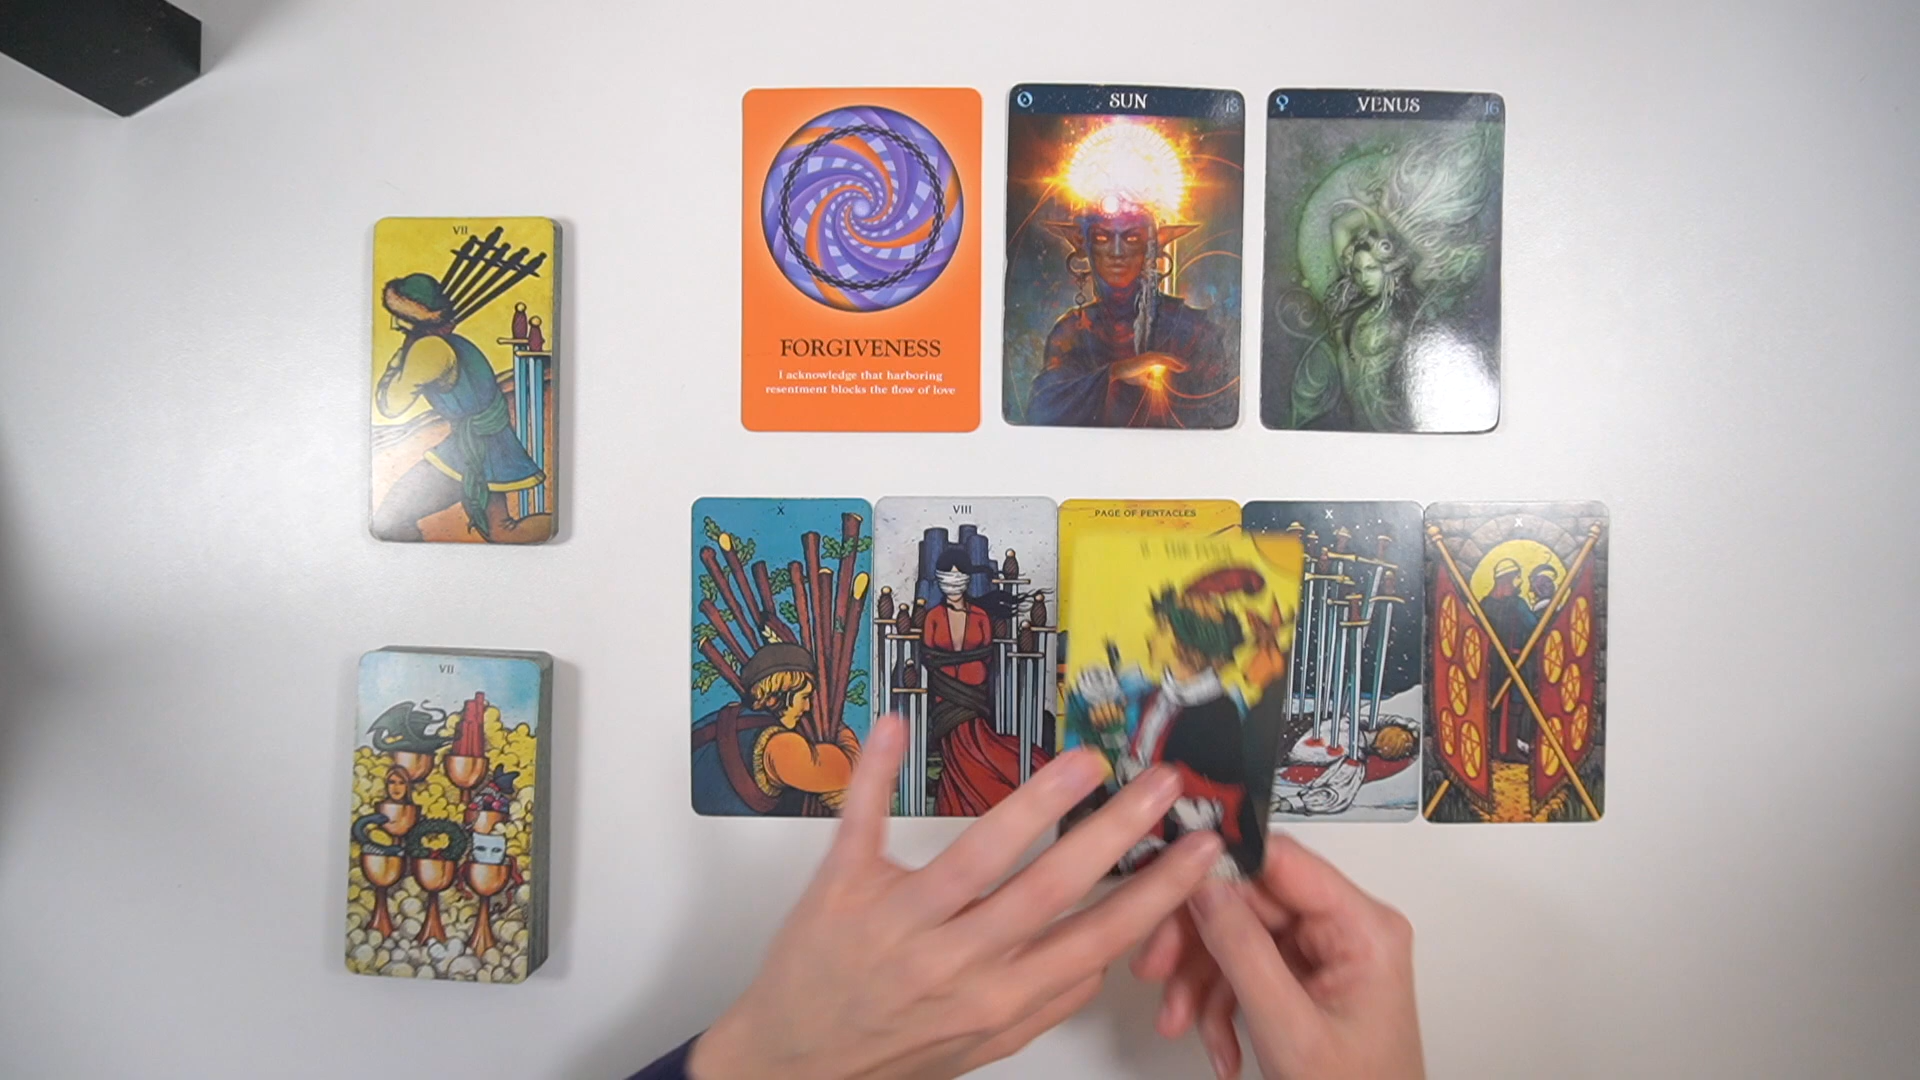 SUN
13
VENUS
16
VII
FORGIVENESS
I acknowledge that harboring
resentment blocks the flow of love
X
VIII
PAGE OF PENTACLES
X
X
VII